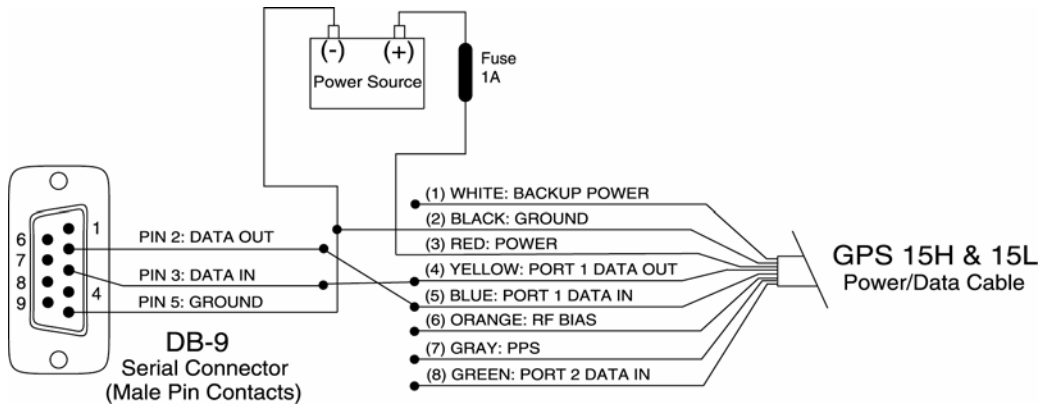 (-) (+)
Power Source
Fuse
1A
(1) WHITE: BACKUP POWER
(2) BLACK: GROUND
(3) RED: POWER
(4) YELLOW: PORT 1 DATA OUT
(5) BLUE: PORT 1 DATA IN
(6) ORANGE: RF BIAS
(7) GRAY: PPS
(8) GREEN: PORT 2 DATA IN
GPS 15H & 15L
Power/Data Cable
1
6
7
8
4
9
PIN 2: DATA OUT
PIN 3: DATA IN
PIN 5: GROUND
DB-9
Serial Connector
(Male Pin Contacts)